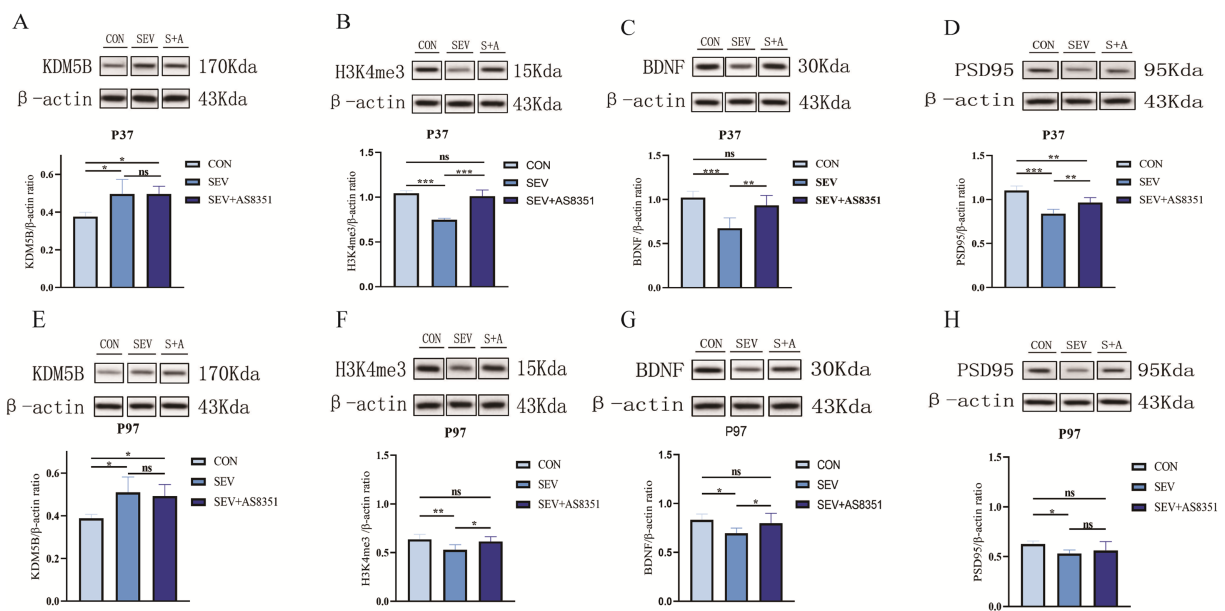 A
CON SEV S+A
KDM5B 170Kda
β-actin 43Kda
P37
* * ns
KDM5B/β-actin ratio
0.6
0.4
0.2
0.0
CON
SEV
SEV+AS8351
B
CON SEV S+A
H3K4me3 15Kda
β-actin 43Kda
P37
ns
*** ***
H3K4me3/β-actin ratio
1.5
1.0
0.5
0.0
CON
SEV
SEV+AS8351
C
CON SEV S+A
BDNF 30Kda
β-actin 43Kda
P37
ns
*** **
BDNF /β-actin ratio
1.5
1.0
0.5
0.0
CON
SEV
SEV+AS8351
D
CON SEV S+A
PSD95 95Kda
β-actin 43Kda
P37
**
*** **
PSD95/β-actin ratio
1.5
1.0
0.5
0.0
CON
SEV
SEV+AS8351
E
CON SEV S+A
KDM5B 170Kda
β-actin 43Kda
P97
*
* ns
KDM5B/β-actin ratio
0.6
0.4
0.2
0.0
CON
SEV
SEV+AS8351
F
CON SEV S+A
H3K4me3 15Kda
β-actin 43Kda
P97
ns
** *
H3K4me3 /β-actin ratio
1.5
1.0
0.5
0.0
CON
SEV
SEV+AS8351
G
CON SEV S+A
BDNF 30Kda
β-actin 43Kda
P97
ns
* *
BDNF/β-actin ratio
1.5
1.0
0.5
0.0
CON
SEV
SEV+AS8351
H
CON SEV S+A
PSD95 95Kda
β-actin 43Kda
P97
ns
* ns
PSD95/β-actin ratio
1.5
1.0
0.5
0.0
CON
SEV
SEV+AS8351